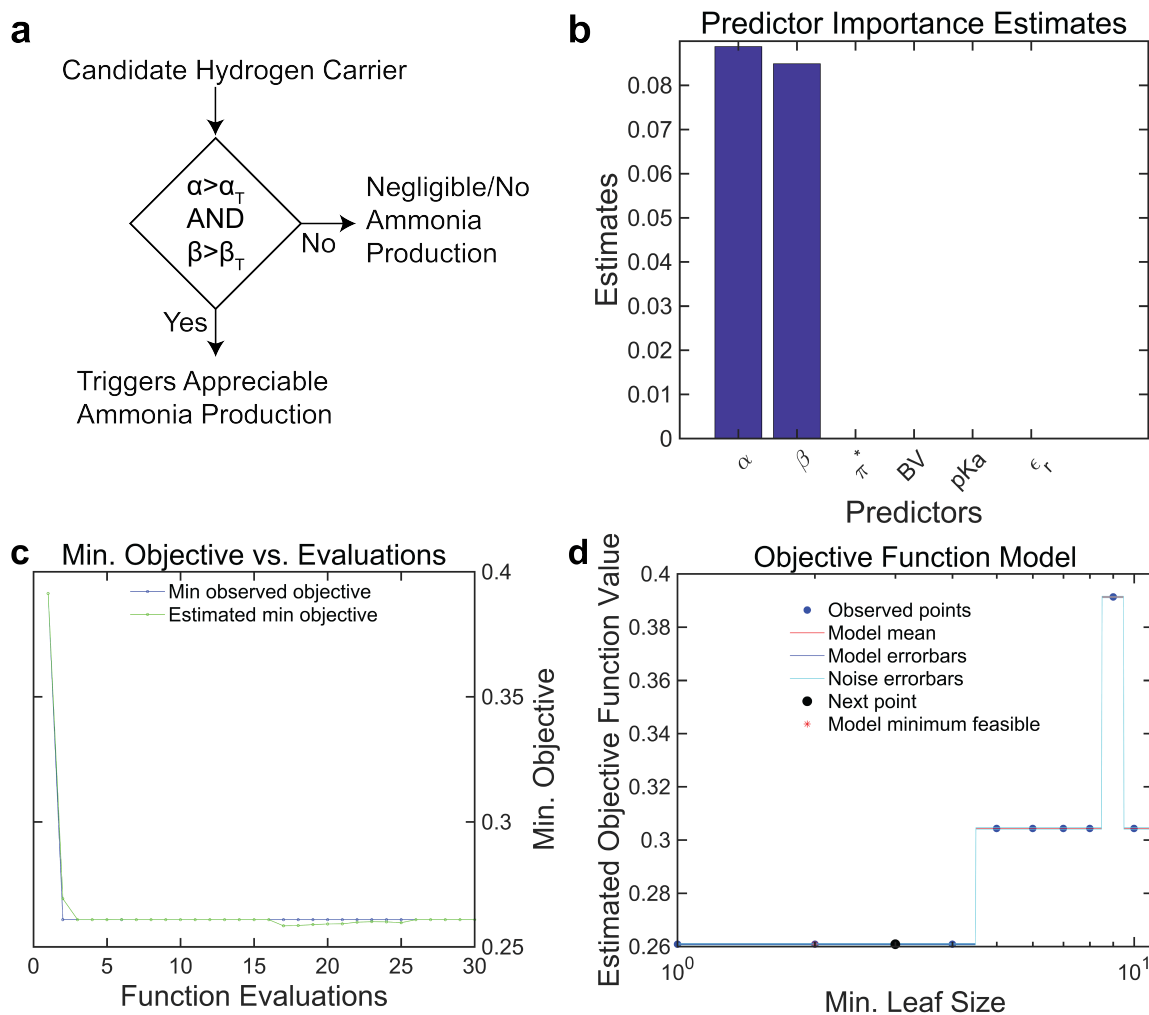 a
Candidate Hydrogen Carrier
α>α_T
AND
β>β_T
No
Negligible/No
Ammonia
Production
Yes
Triggers Appreciable
Ammonia Production
b
Predictor Importance Estimates
Estimates
0.08
0.07
0.06
0.05
0.04
0.03
0.02
0.01
0
α
β
π*
BV
pKa
ϵ_r
Predictors
c
Min. Objective vs. Evaluations
Min observed objective
Estimated min objective
0.4
0.35
0.3
0.25
Min. Objective
0 5 10 15 20 25 30
Function Evaluations
d
Objective Function Model
Estimated Objective Function Value
0.4
0.38
0.36
0.34
0.32
0.3
0.28
0.26
Observed points
Model mean
Model errorbars
Noise errorbars
Next point
Model minimum feasible
10^0 10^1
Min. Leaf Size